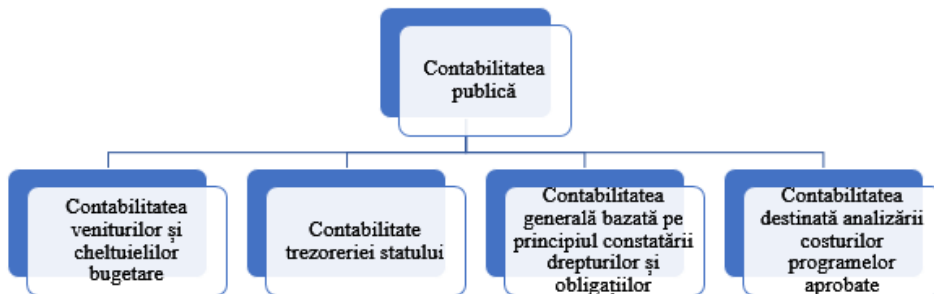 Contabilitatea
publică
Contabilitatea
veniturilor și
cheltuielilor
bugetare
Contabilitate
trezoreriei statului
Contabilitatea
generală bazată pe
principiul constatării
drepturilor și
obligațiilor
Contabilitatea
destinată analizării
costurilor
programelor
aprobate